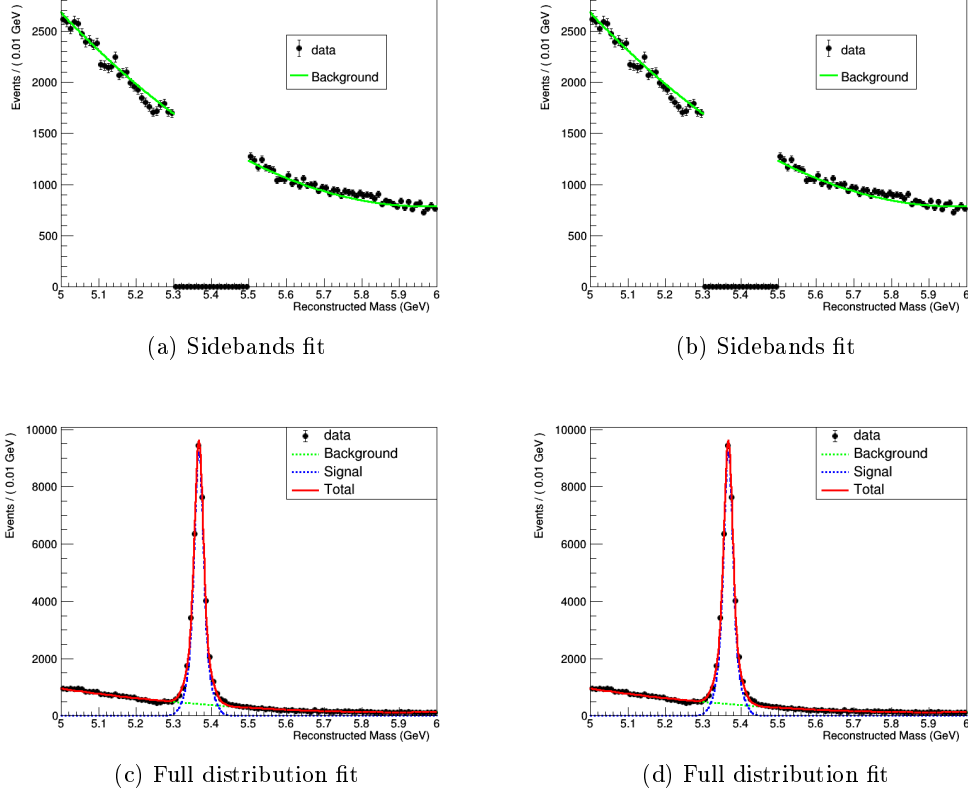 2500
2000
1500
1000
500
0
Events / ( 0.01 GeV )
data
Background
5 5.1 5.2 5.3 5.4 5.5 5.6 5.7 5.8 5.9 6
Reconstructed Mass (GeV)
(a) Sidebands fit
2500
2000
1500
1000
500
0
Events / ( 0.01 GeV )
data
Background
5 5.1 5.2 5.3 5.4 5.5 5.6 5.7 5.8 5.9 6
Reconstructed Mass (GeV)
(b) Sidebands fit
10000
8000
6000
4000
2000
0
Events / ( 0.01 GeV )
data
Background
Signal
Total
5 5.1 5.2 5.3 5.4 5.5 5.6 5.7 5.8 5.9 6
Reconstructed Mass (GeV)
(c) Full distribution fit
10000
8000
6000
4000
2000
0
Events / ( 0.01 GeV )
data
Background
Signal
Total
5 5.1 5.2 5.3 5.4 5.5 5.6 5.7 5.8 5.9 6
Reconstructed Mass (GeV)
(d) Full distribution fit